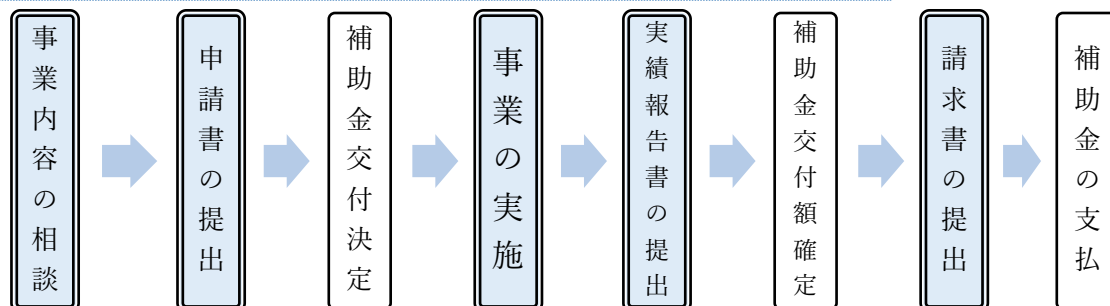 事業内容の相談
申請書の提出
補助金交付決定
事業の実施
実績報告書の提出
補助金交付額確定
請求書の提出
補助金の支払